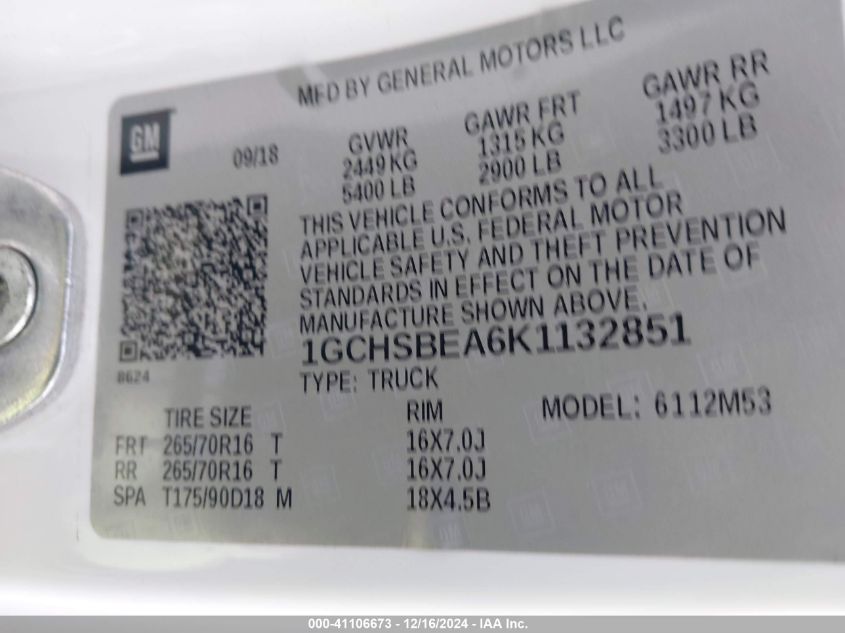 MFD BY GENERAL MOTORS LLC
GM
09/18
GVWR
2449 KG
5400 LB
GAWR FRT
1315 KG
2900 LB
GAWR RR
1497 KG
3300 LB
THIS VEHICLE CONFORMS TO ALL
APPLICABLE U.S. FEDERAL MOTOR
VEHICLE SAFETY AND THEFT PREVENTION
STANDARDS IN EFFECT ON THE DATE OF
MANUFACTURE SHOWN ABOVE.
1GCHSBEA6K1132851
8624
TYPE: TRUCK
MODEL: 6112M53
TIRE SIZE RIM
FRT 265/70R16 T 16X7.0J
RR 265/70R16 T 16X7.0J
SPA T175/90D18 M 18X4.5B
000-41106673 - 12/16/2024 - IAA Inc.